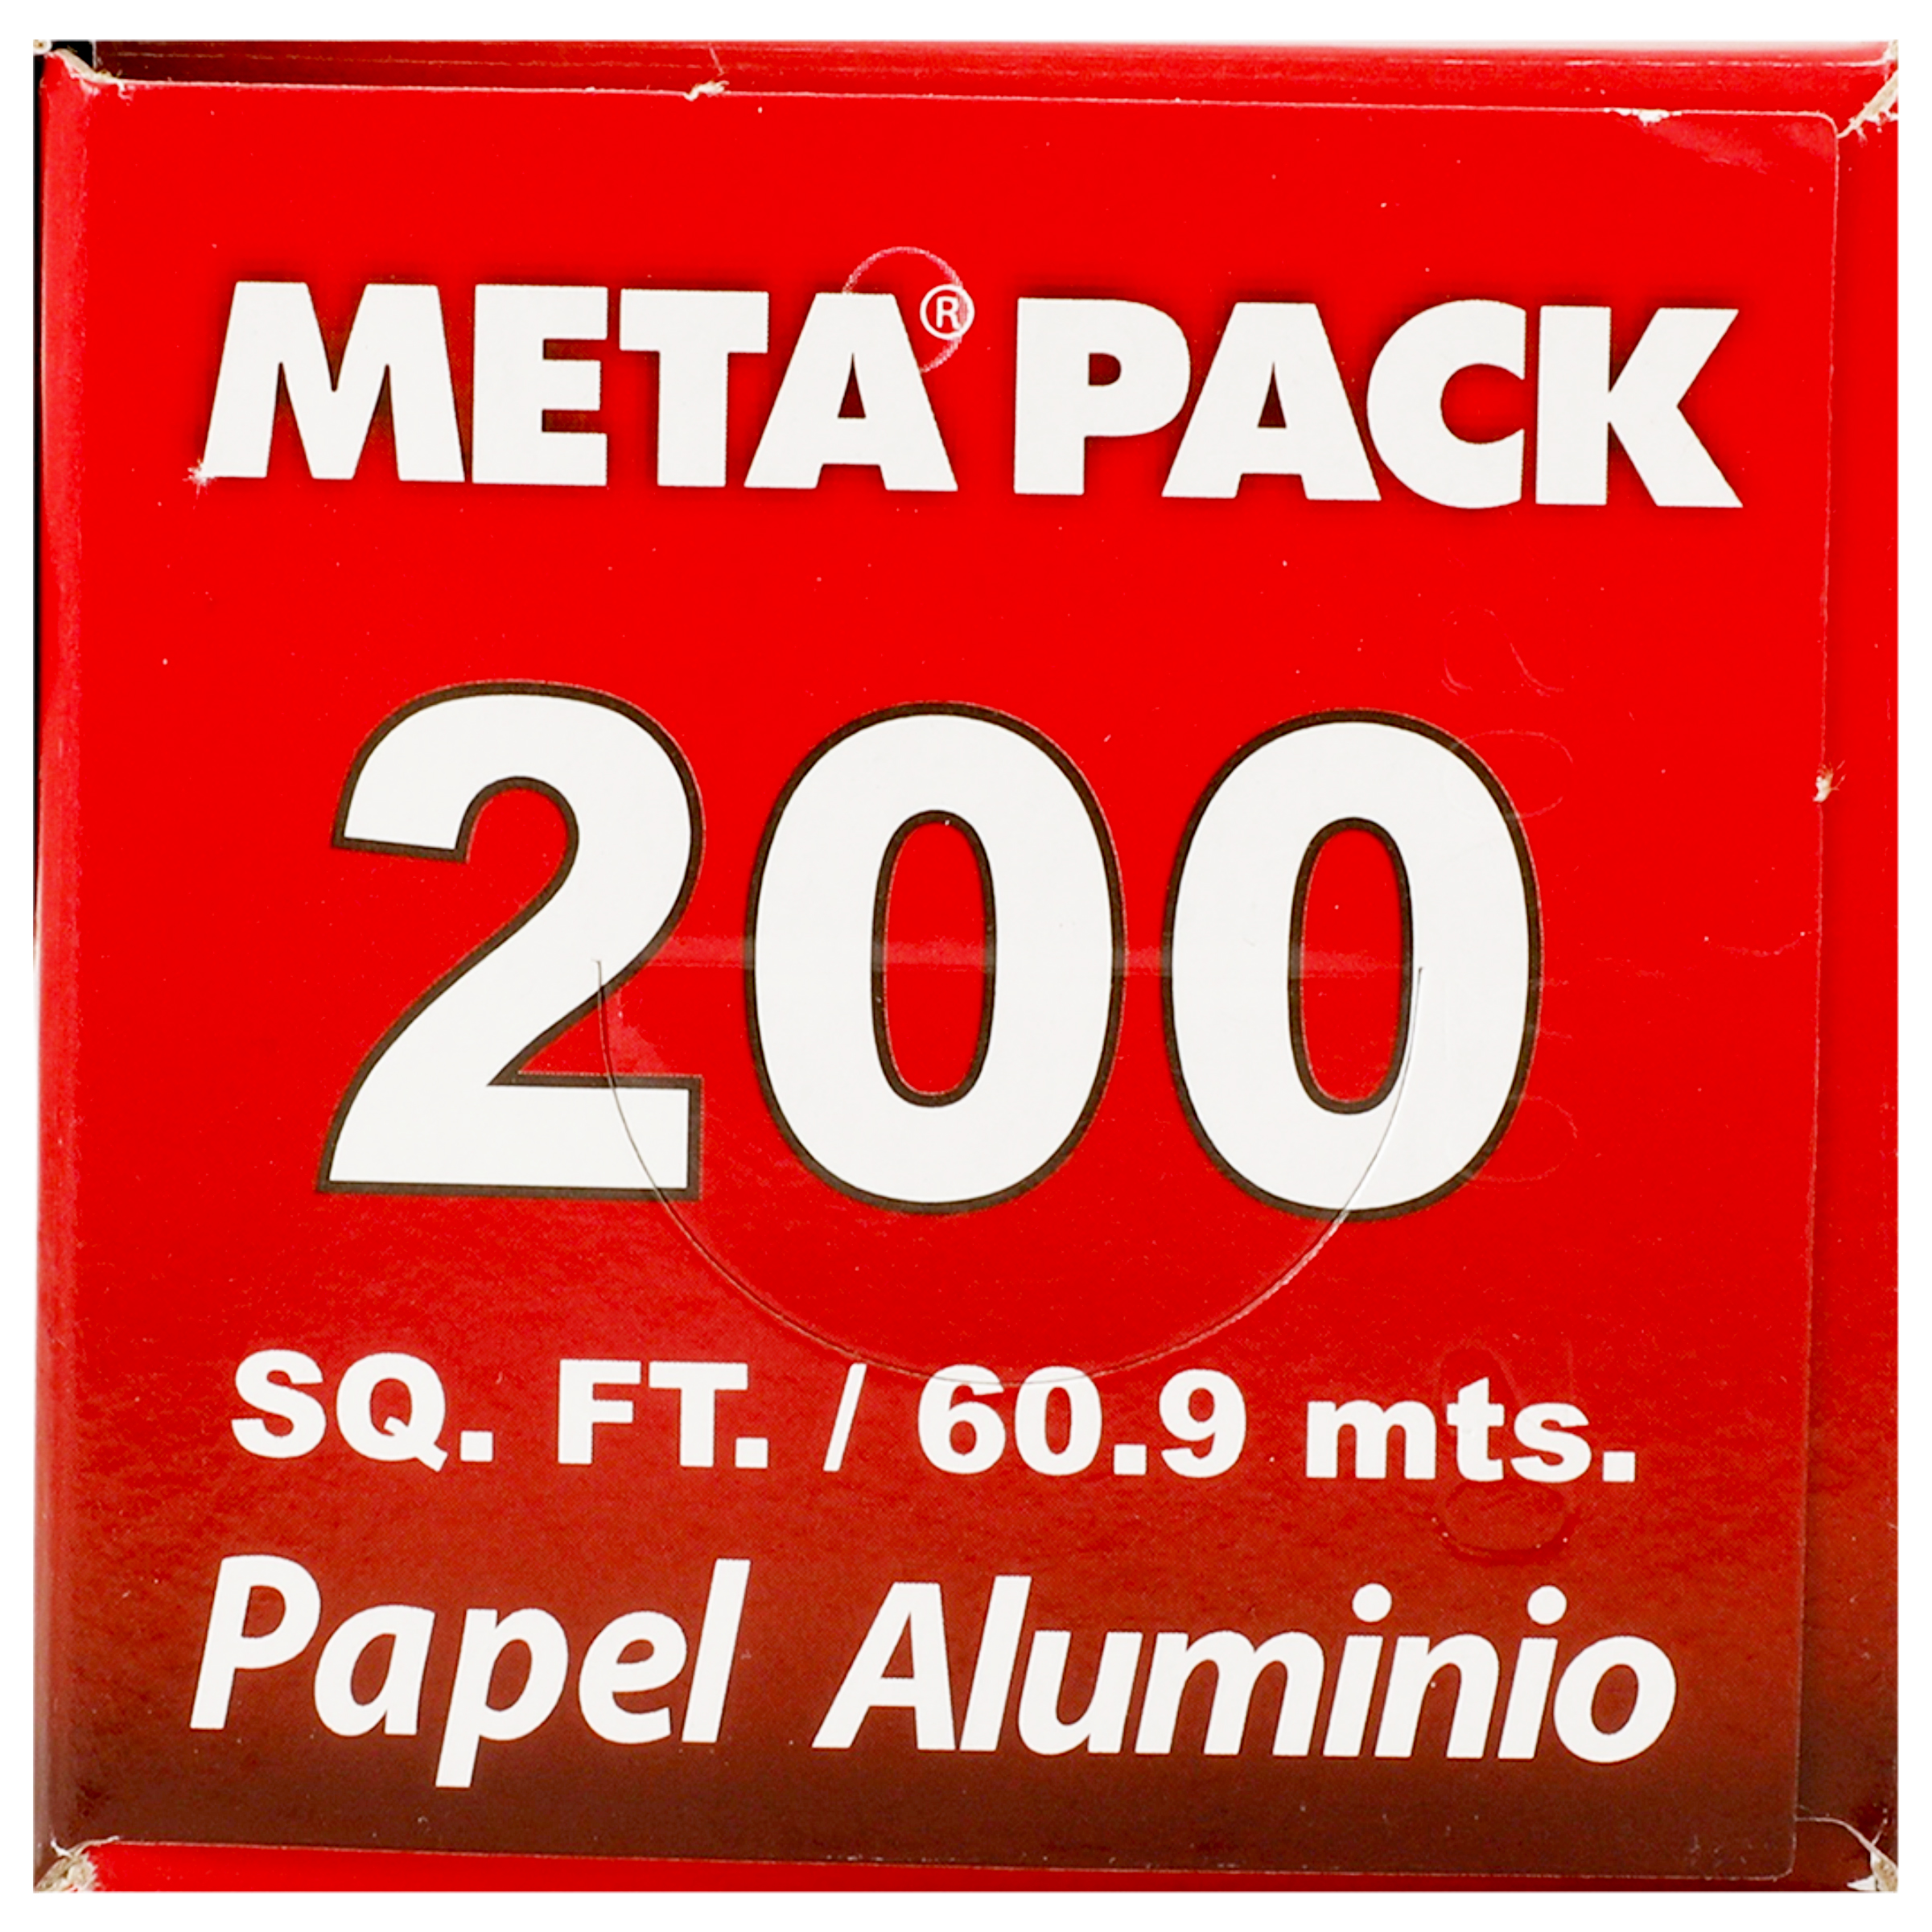 META® PACK
200
SQ. FT. / 60.9 mts.
Papel Aluminio